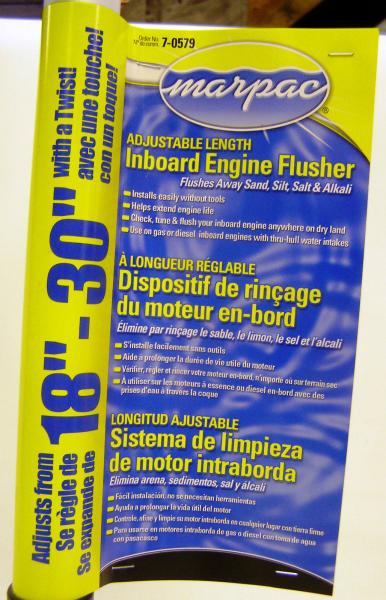 Order No.
N° de comm. 7-0579
marpac
®
ADJUSTABLE LENGTH
Inboard Engine Flusher
Flushes Away Sand, Silt, Salt & Alkali
Installs easily without tools
Helps extend engine life
Check, tune & flush your inboard engine anywhere on dry land
Use on gas or diesel inboard engines with thru-hull water intakes
À LONGUEUR RÉGLABLE
Dispositif de rinçage
du moteur en-bord
Élimine par rinçage le sable, le limon, le sel et l'alcali
S'installe facilement sans outils
Aide à prolonger la durée de vie utile du moteur
Vérifier, régler et rincer votre moteur en-bord, n'importe où sur terrain sec
À utiliser sur les moteurs à essence ou diesel en-bord avec des
prises d'eau à travers la coque
LONGITUD AJUSTABLE
Sistema de limpieza
de motor intraborda
Elimina arena, sedimentos, sal y álcali
Fácil instalación, no se necesitan herramientas
Ayuda a prolongar la vida útil del motor
Controle, afine y limpie su motor intraborda en cualquier lugar con tierra firme
Para usarse en motores intraborda de gas o diesel con toma de agua
con pasacasco
Adjusts from
Se règle de
Se expande de
18" - 30"
with a Twist!
avec une touche!
con un toque!